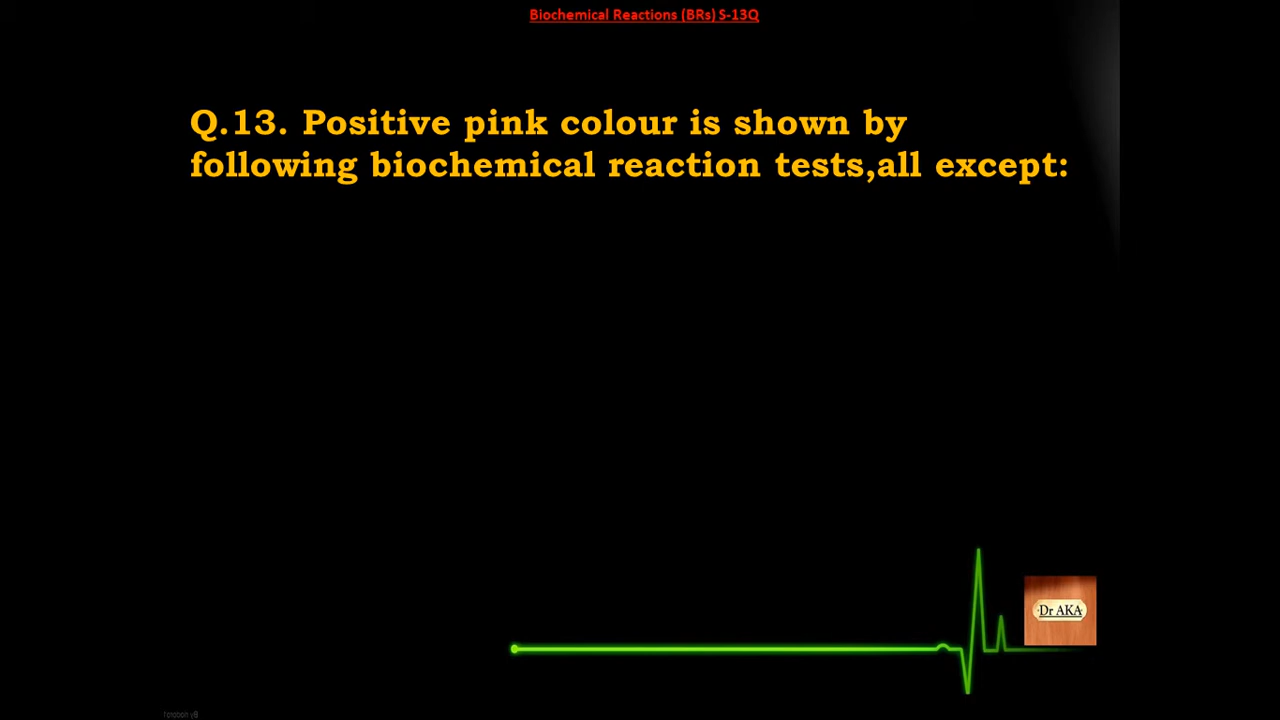 Biochemical Reactions (BRs) S-13Q
Q.13. Positive pink colour is shown by
following biochemical reaction tests,all except:
Dr AKA